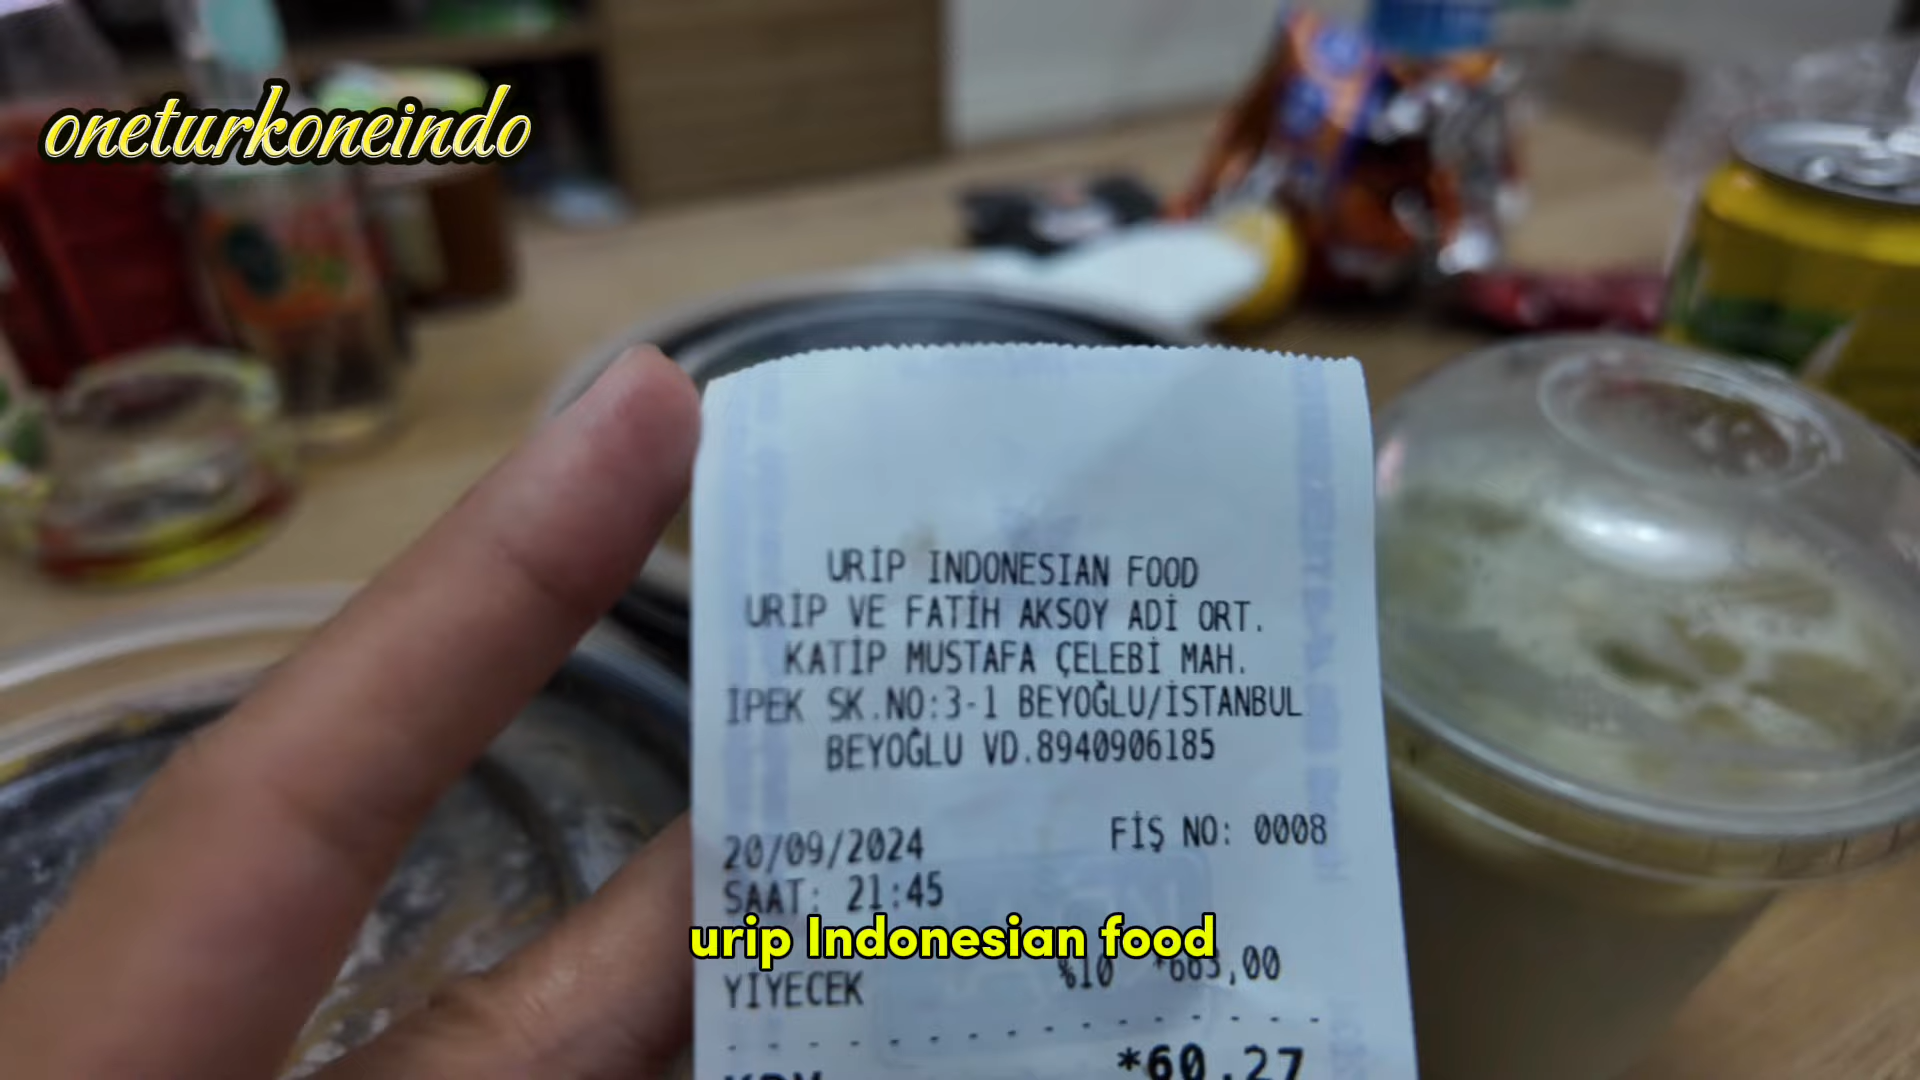 oneturkoneindo
URİP INDONESIAN FOOD
URİP VE FATİH AKSOY ADİ ORT.
KATİP MUSTAFA ÇELEBİ MAH.
İPEK SK.NO:3-1 BEYOĞLU/İSTANBUL
BEYOĞLU VD.8940906185
20/09/2024 FİŞ NO: 0008
SAAT: 21:45
urip Indonesian food
YİYECEK %10 *663,00
*60,27